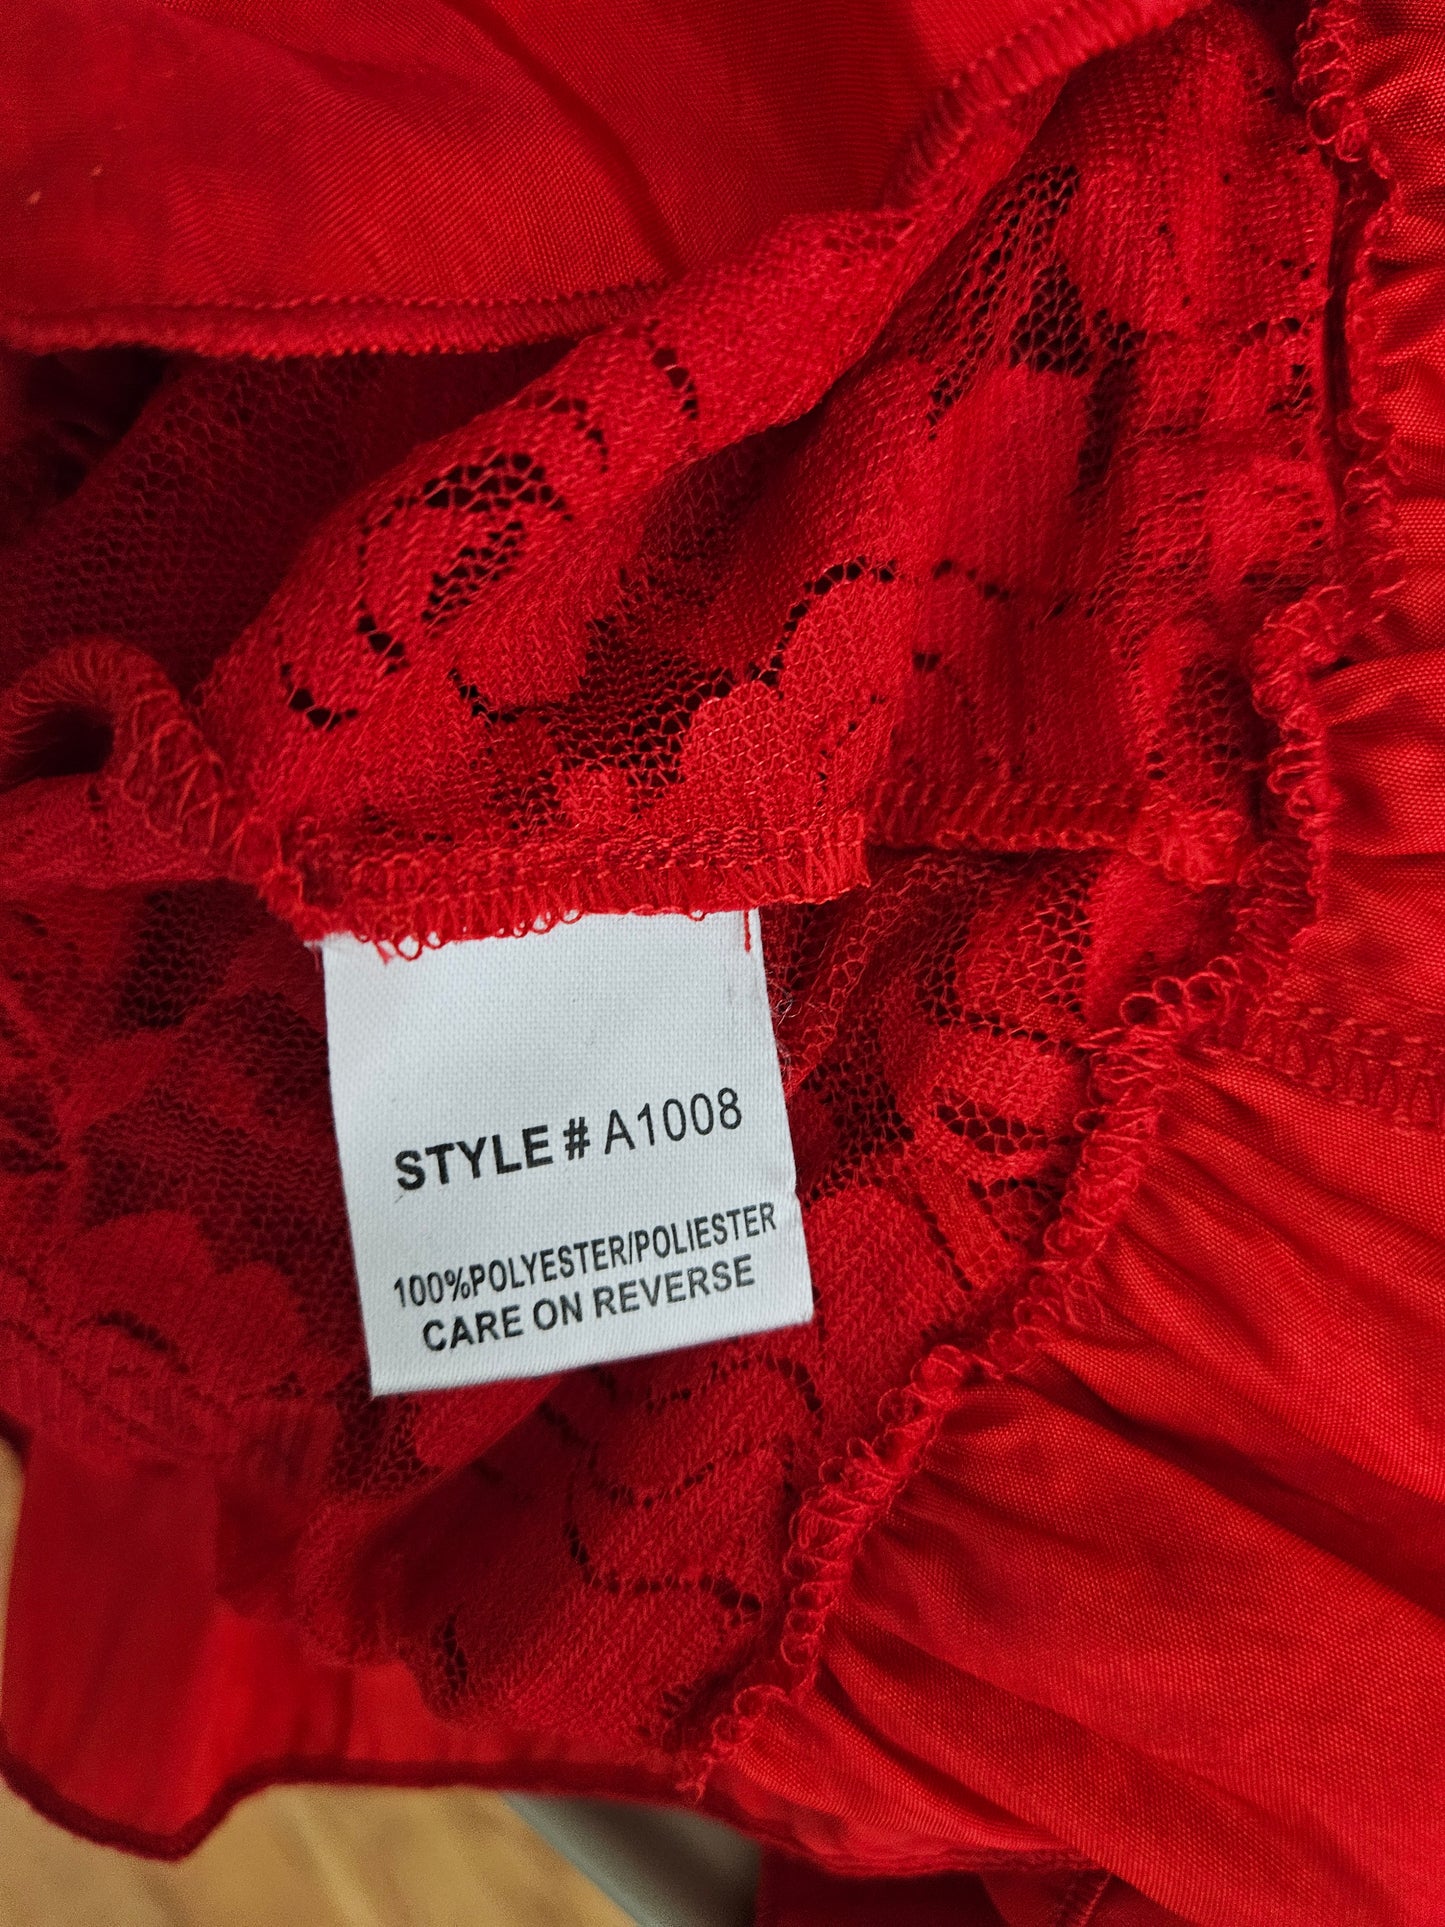 STYLE # A1008
100%POLYESTER/POLIESTER
CARE ON REVERSE